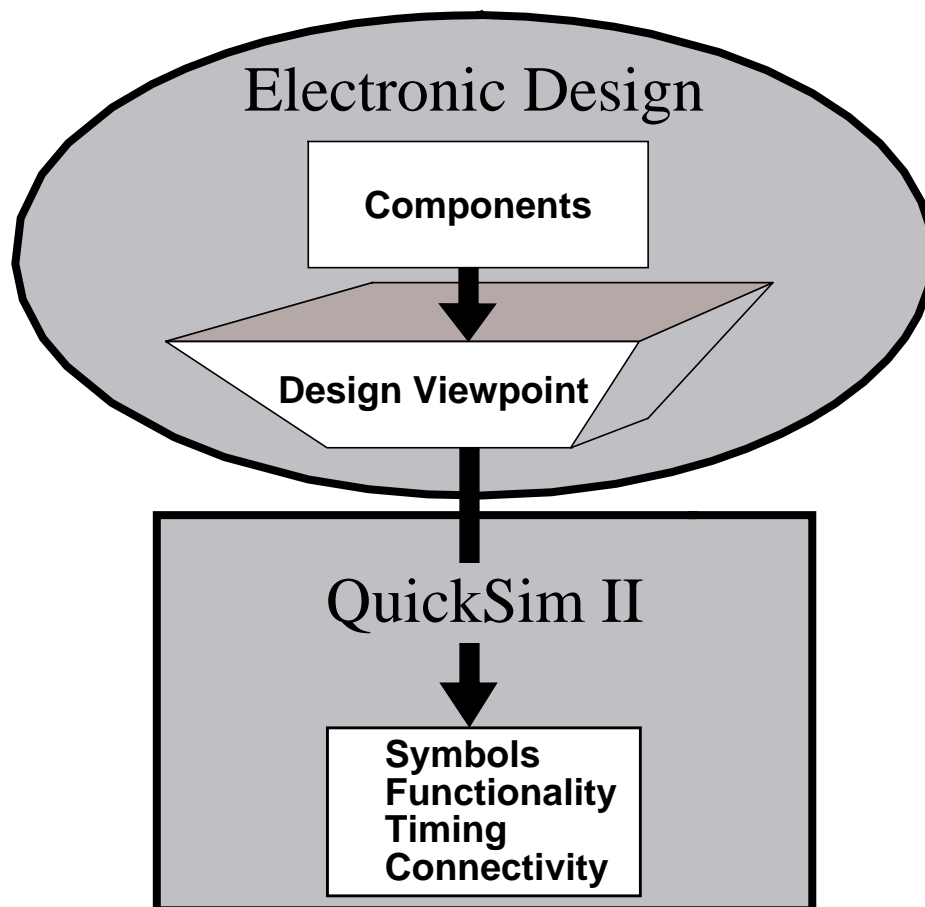 Electronic Design
Components
Design Viewpoint
QuickSim II
Symbols
Functionality
Timing
Connectivity